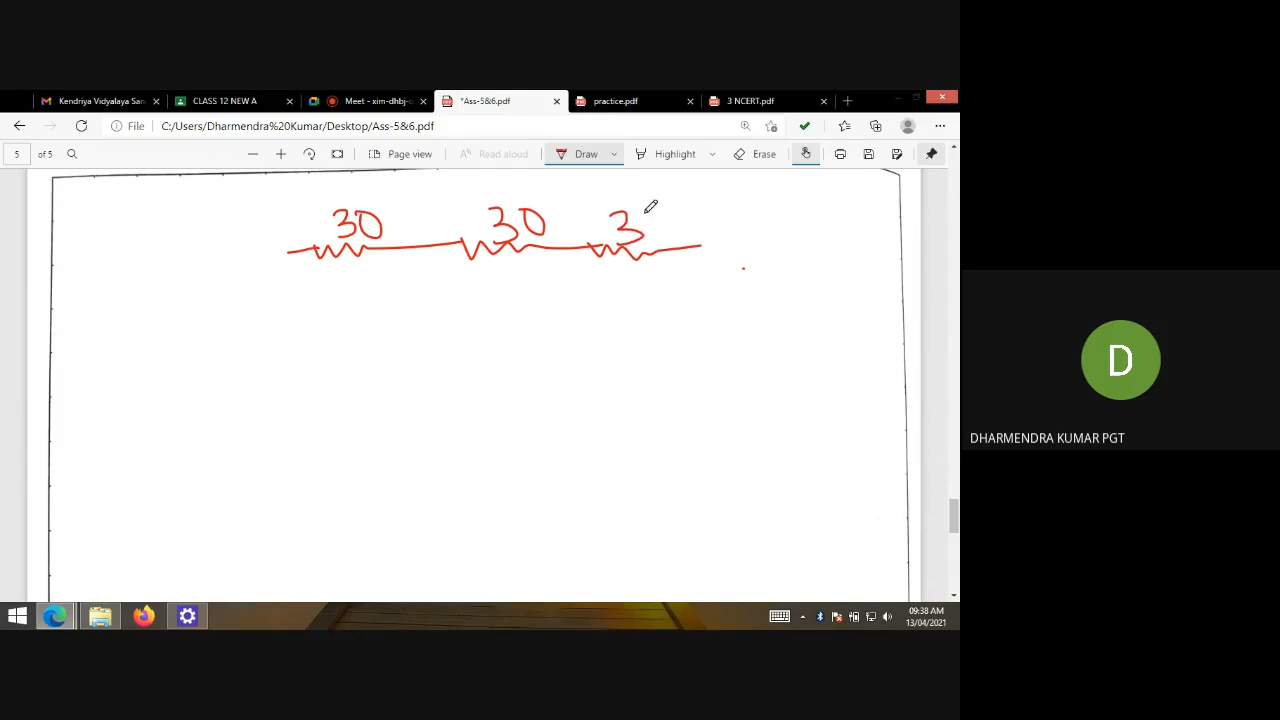 Kendriya Vidyalaya San
CLASS 12 NEW A
Meet - xim-dhbj-c
*Ass-5&6.pdf
practice.pdf
3 NCERT.pdf
File C:/Users/Dharmendra%20Kumar/Desktop/Ass-5&6.pdf
5 of 5
Page view
Read aloud
Draw
Highlight
Erase
30 30 3
D
DHARMENDRA KUMAR PGT
09:38 AM
13/04/2021